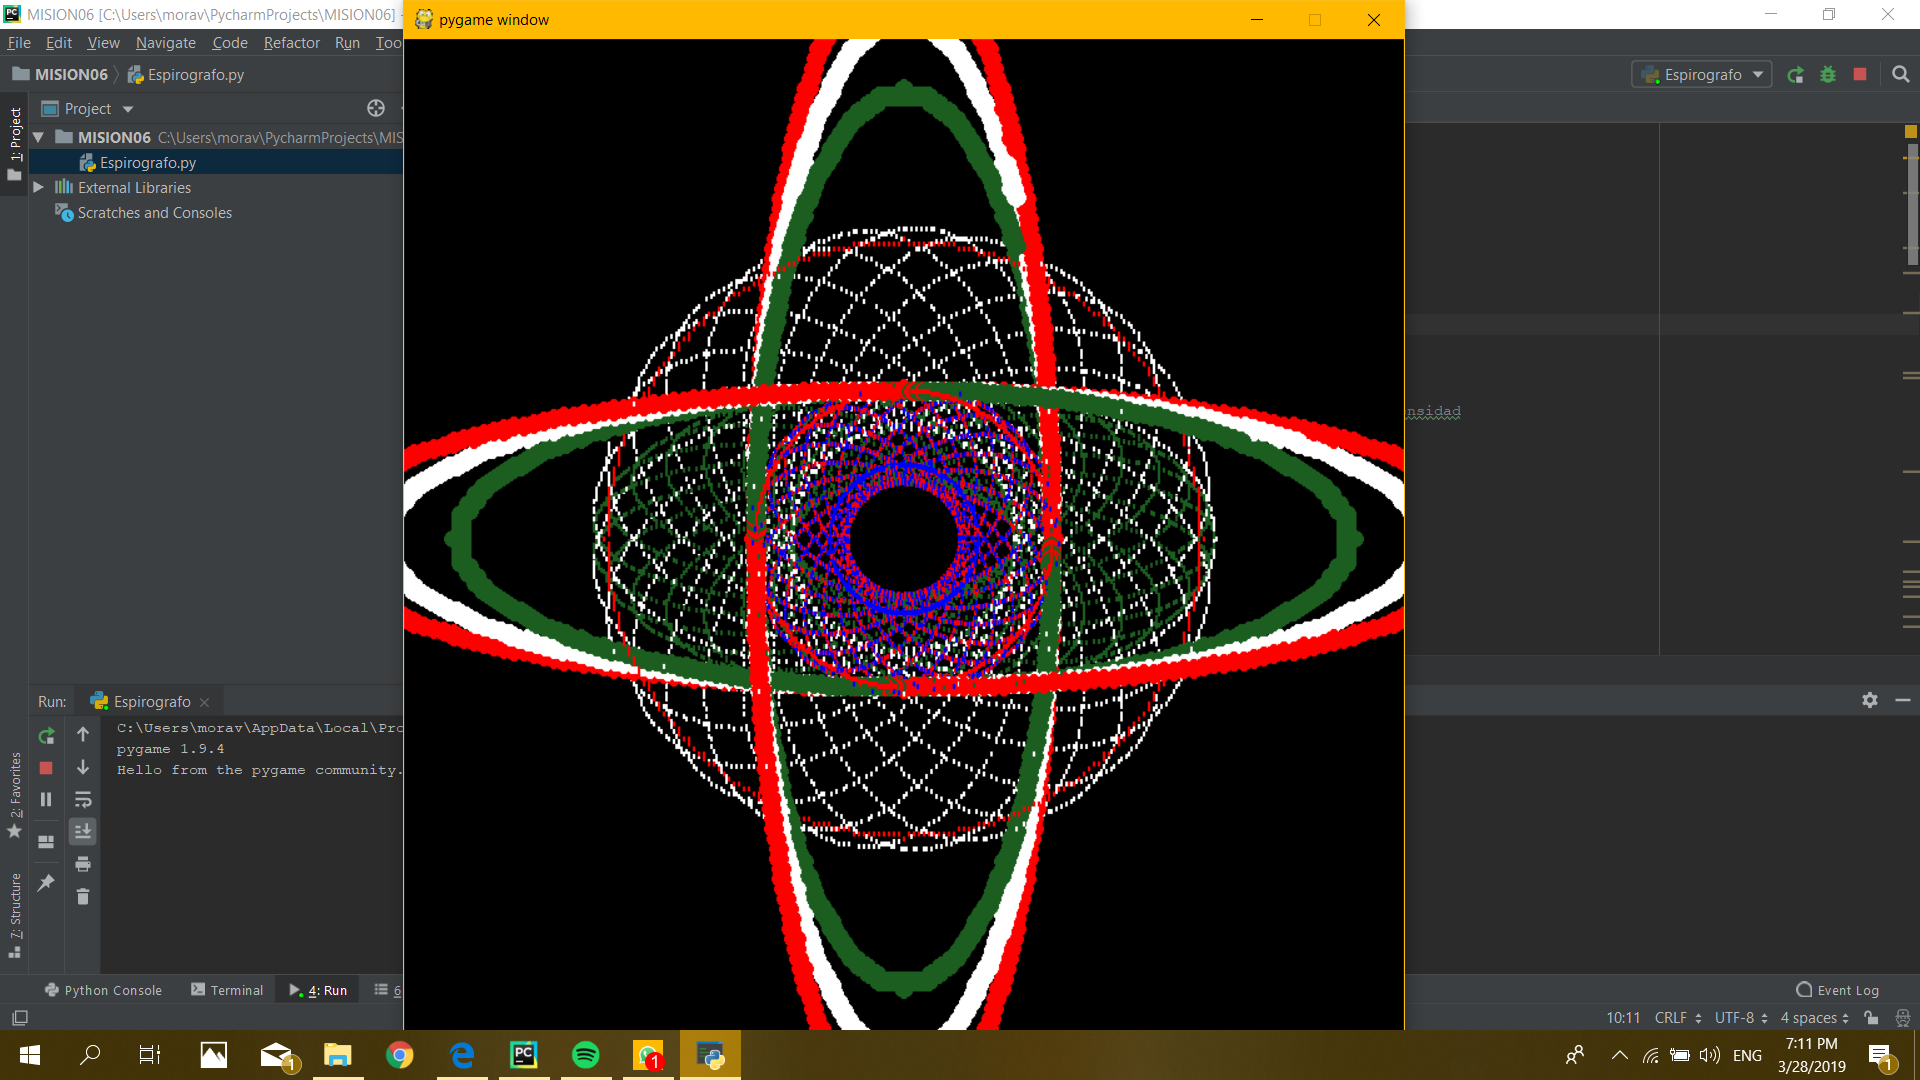 MISION06 [C:\Users\morav\PycharmProjects\MISION06]
pygame window
File Edit View Navigate Code Refactor Run Too
MISION06 Espirografo.py
Espirografo
1: Project
Project
MISION06 C:\Users\morav\PycharmProjects\MIS
Espirografo.py
External Libraries
Scratches and Consoles
nsidad
Run: Espirografo
C:\Users\morav\AppData\Local\Pro
pygame 1.9.4
Hello from the pygame community.
2: Favorites
7: Structure
Python Console Terminal 4: Run 6
Event Log
10:11 CRLF UTF-8 4 spaces
PC
1
1
ENG
7:11 PM
3/28/2019
1